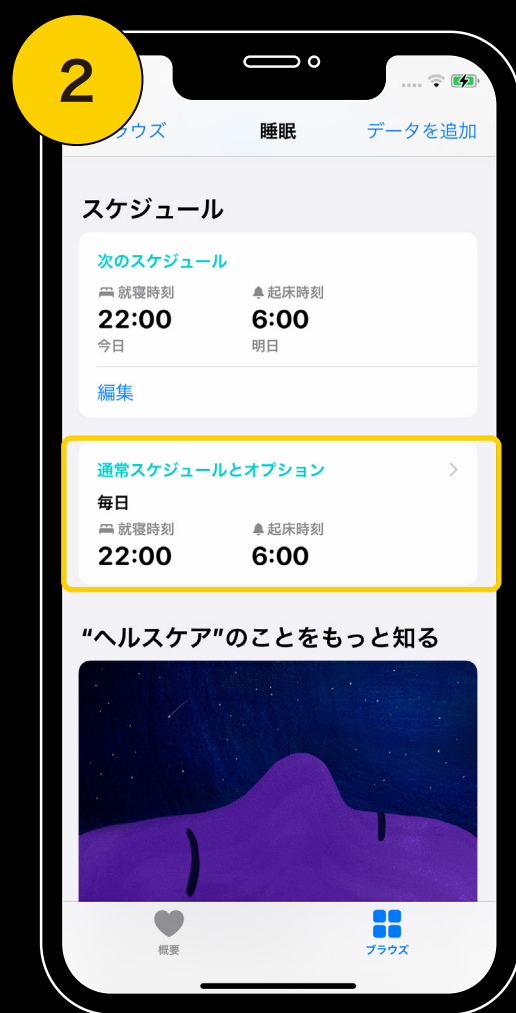 2
ラウズ 睡眠 データを追加
スケジュール
次のスケジュール
就寝時刻 起床時刻
22:00 6:00
今日 明日
編集
通常スケジュールとオプション
毎日
就寝時刻 起床時刻
22:00 6:00
“ヘルスケア”のことをもっと知る
概要 ブラウズ